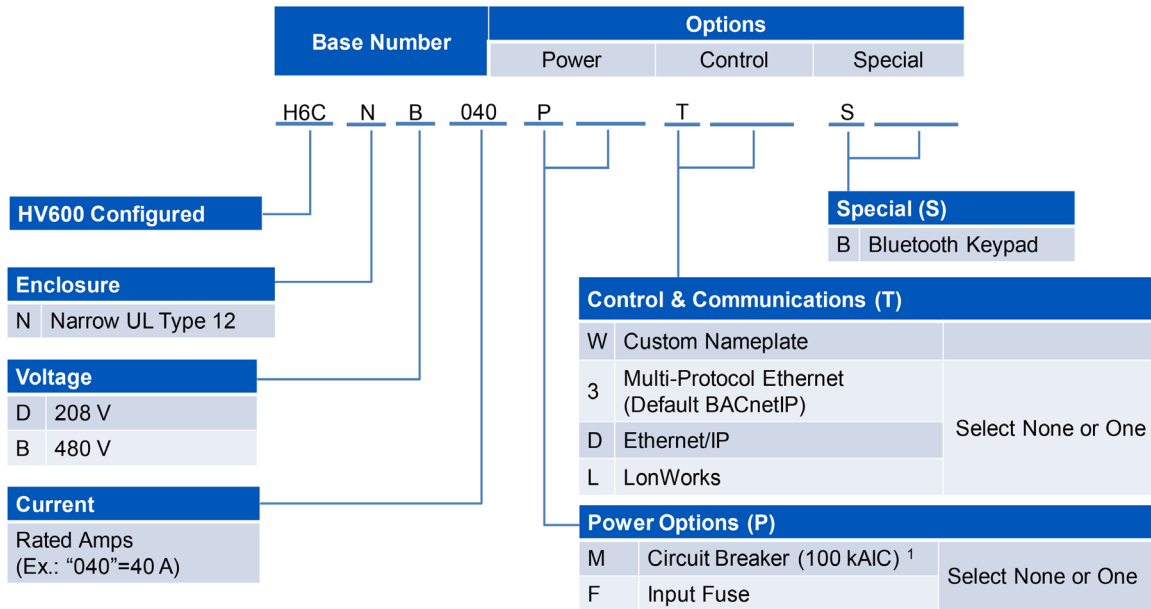 Base Number
Options
Power Control Special
H6C N B 040 P T S
HV600 Configured
Special (S)
B Bluetooth Keypad
Enclosure
N Narrow UL Type 12
Control & Communications (T)
W Custom Nameplate
3 Multi-Protocol Ethernet
(Default BACnetIP)
D Ethernet/IP
L LonWorks
Select None or One
Voltage
D 208 V
B 480 V
Current
Rated Amps
(Ex.: “040”=40 A)
Power Options (P)
M Circuit Breaker (100 kAIC) 1
F Input Fuse
Select None or One